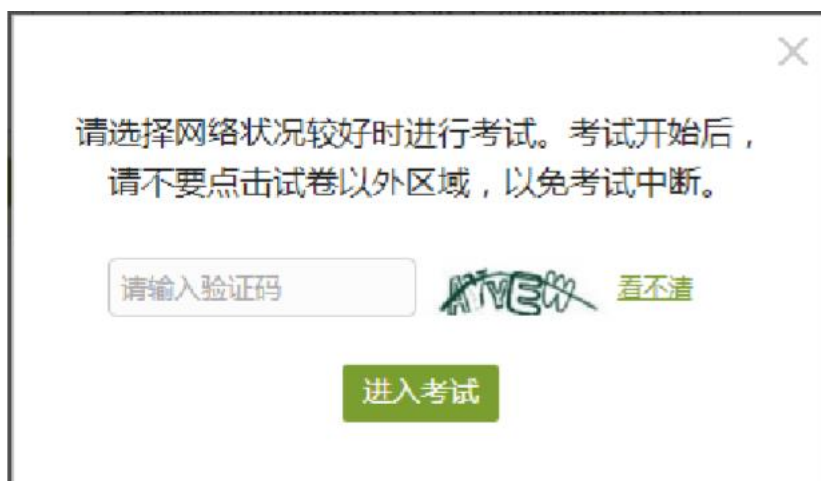 请选择网络状况较好时进行考试。考试开始后，
请不要点击试卷以外区域，以免考试中断。
请输入验证码
看不清
进入考试